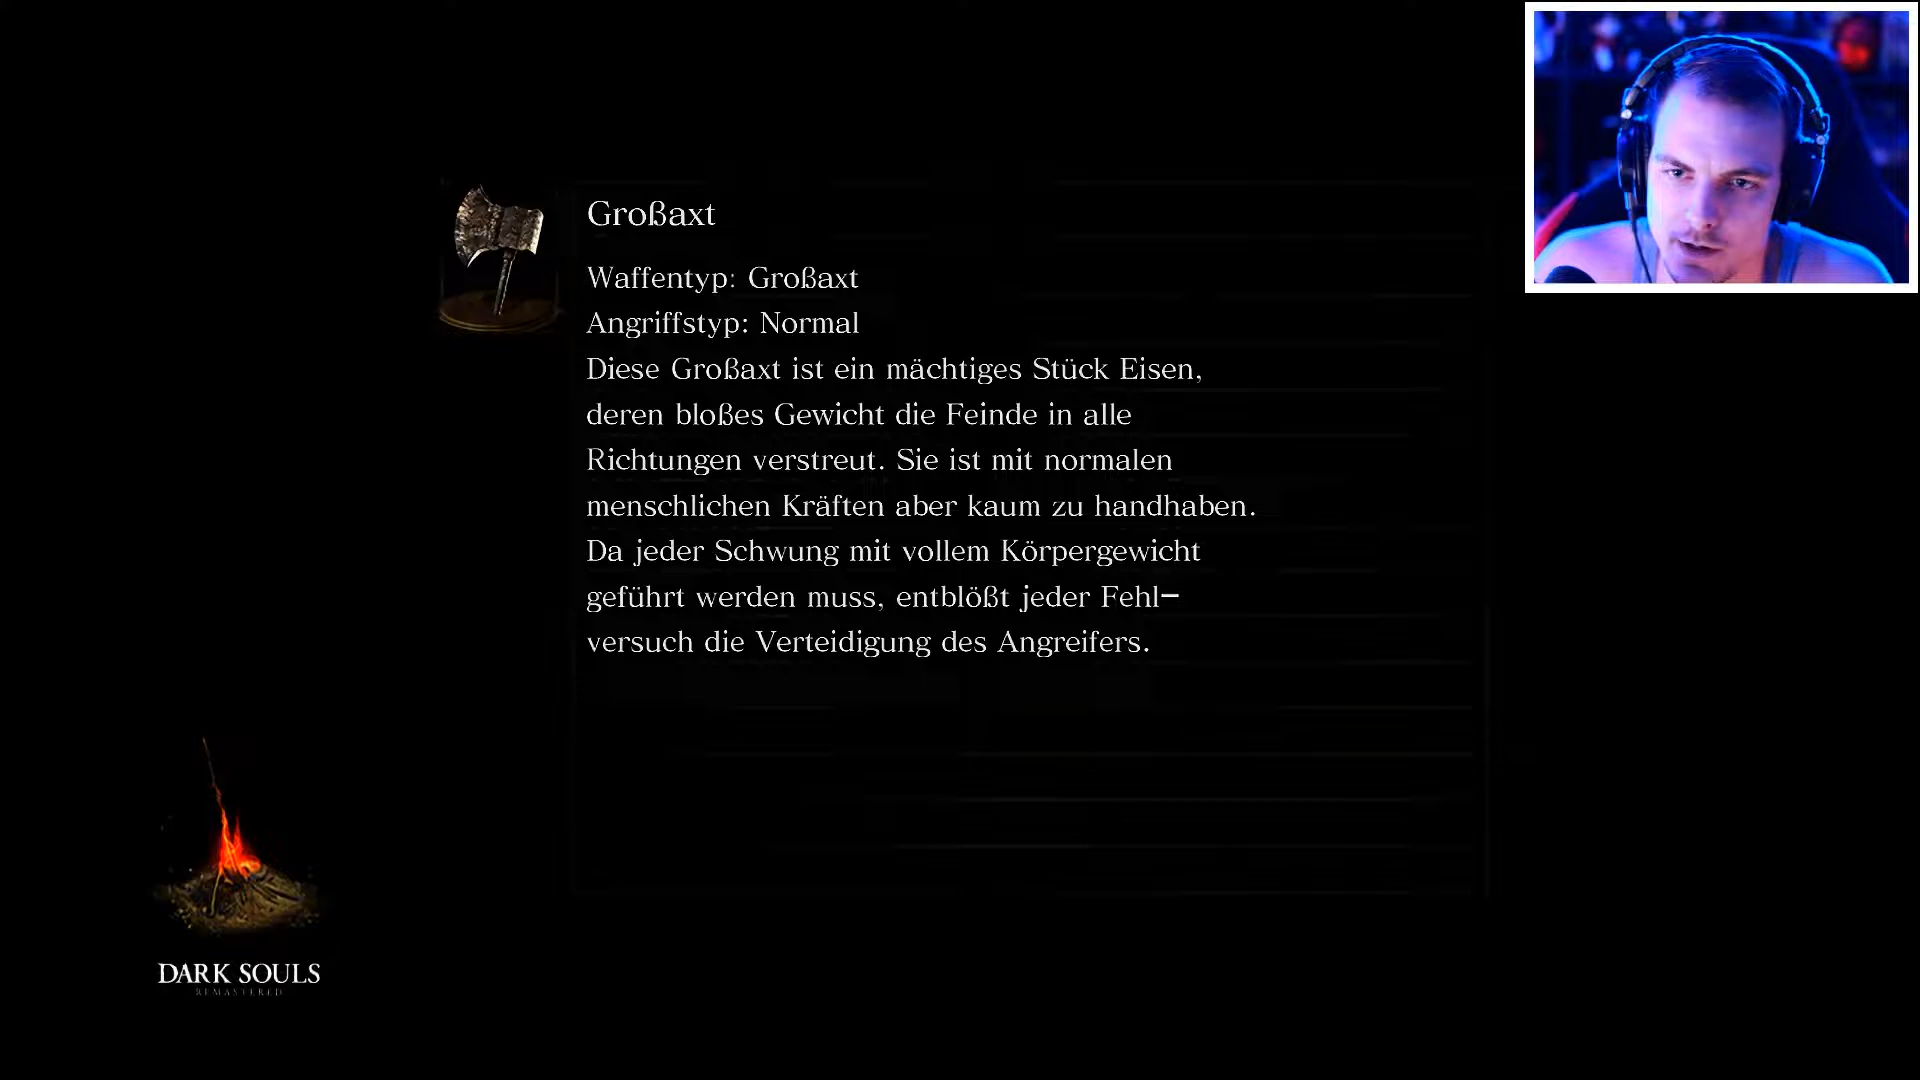 Großaxt
Waffentyp: Großaxt
Angriffstyp: Normal
Diese Großaxt ist ein mächtiges Stück Eisen,
deren bloßes Gewicht die Feinde in alle
Richtungen verstreut. Sie ist mit normalen
menschlichen Kräften aber kaum zu handhaben.
Da jeder Schwung mit vollem Körpergewicht
geführt werden muss, entblößt jeder Fehl-
versuch die Verteidigung des Angreifers.
DARK SOULS
REMASTERED